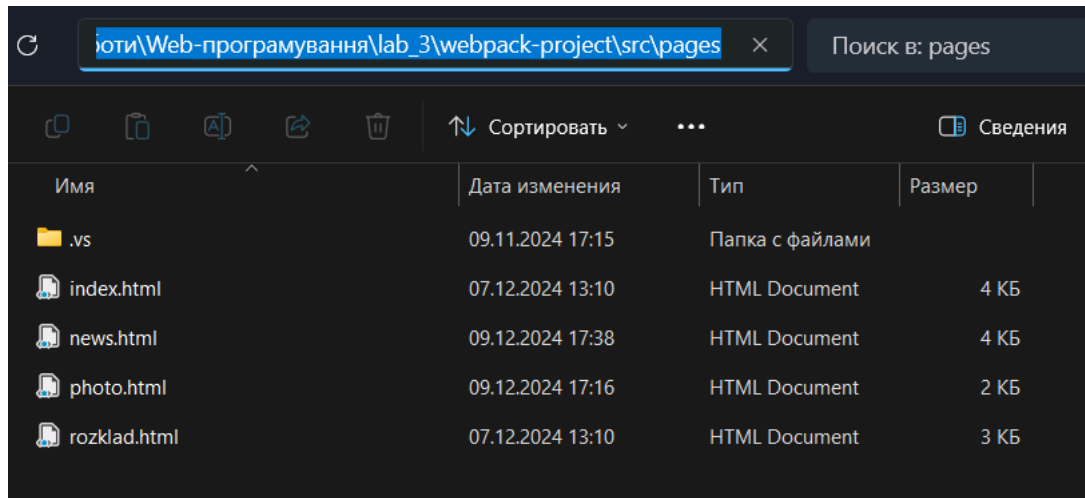 боти\Web-програмування\lab_3\webpack-project\src\pages
Поиск в: pages
Сортировать
Сведения
Имя Дата изменения Тип Размер
.vs 09.11.2024 17:15 Папка с файлами
index.html 07.12.2024 13:10 HTML Document 4 КБ
news.html 09.12.2024 17:38 HTML Document 4 КБ
photo.html 09.12.2024 17:16 HTML Document 2 КБ
rozklad.html 07.12.2024 13:10 HTML Document 3 КБ